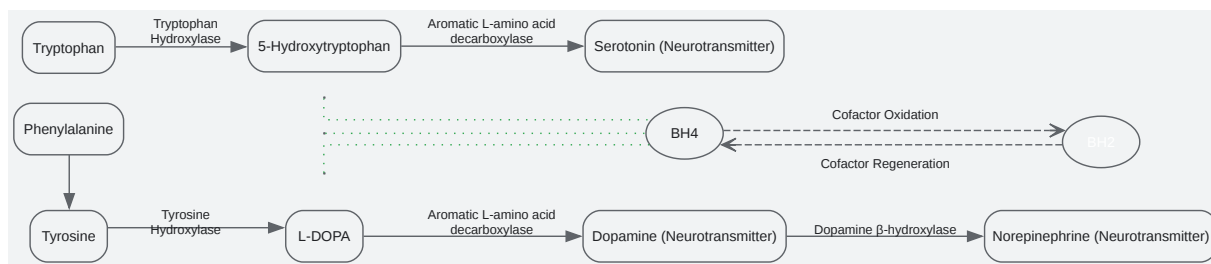 Tryptophan
Hydroxylase
Aromatic L-amino acid
decarboxylase
Tryptophan
5-Hydroxytryptophan
Serotonin (Neurotransmitter)
Phenylalanine
BH4
Cofactor Oxidation
Cofactor Regeneration
BH2
Tyrosine
Hydroxylase
Aromatic L-amino acid
decarboxylase
Dopamine β-hydroxylase
Tyrosine
L-DOPA
Dopamine (Neurotransmitter)
Norepinephrine (Neurotransmitter)